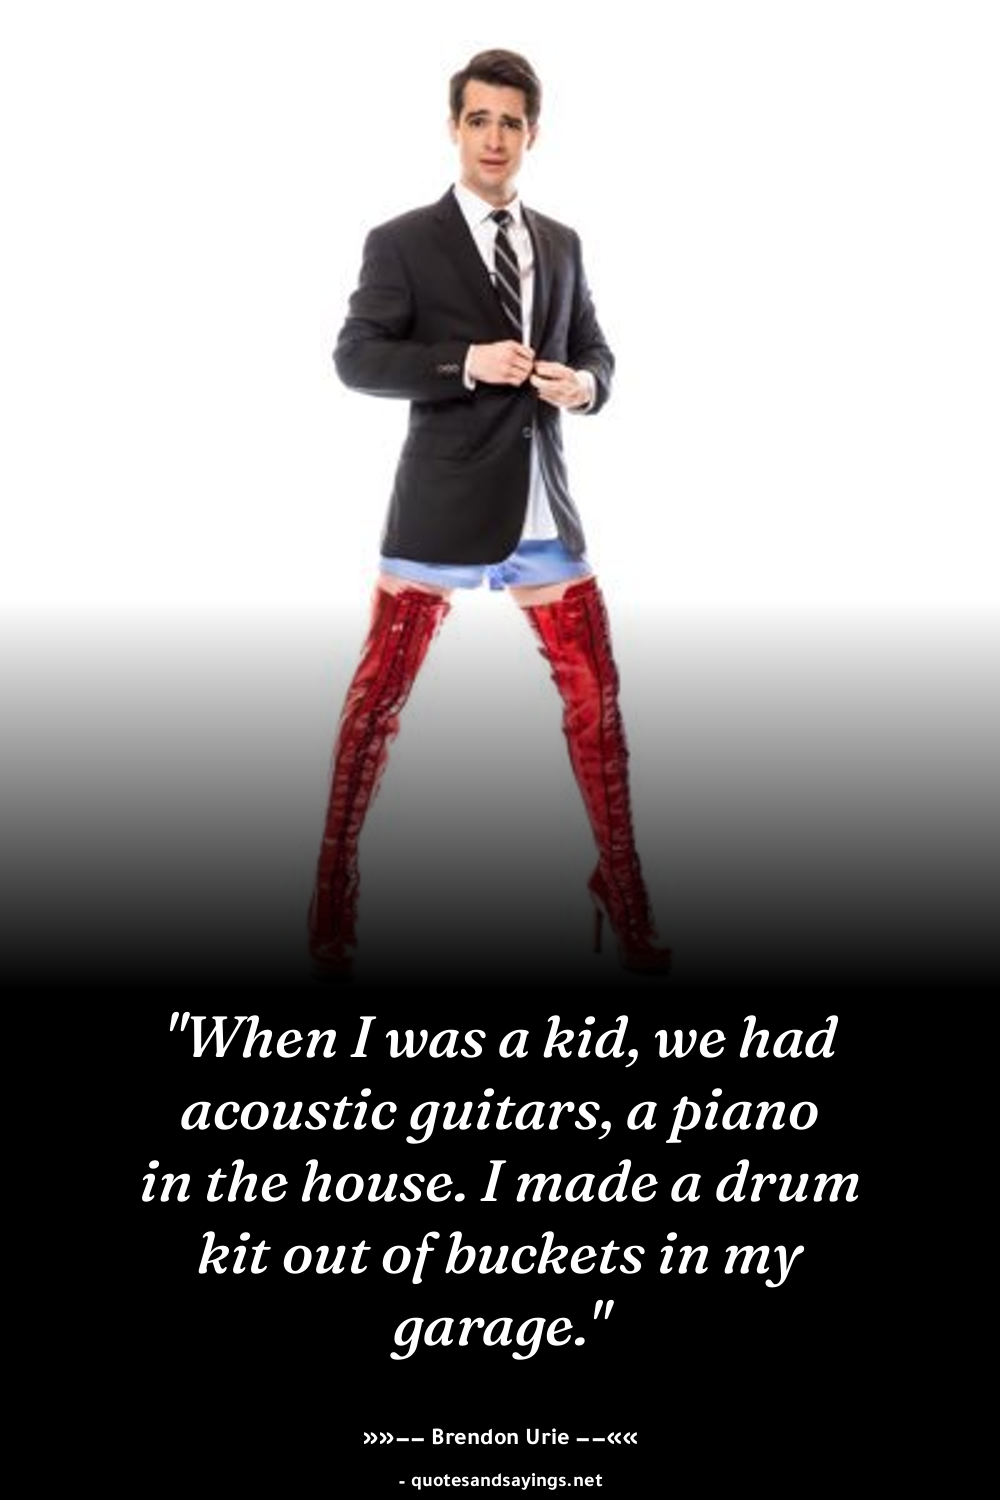 "When I was a kid, we had
acoustic guitars, a piano
in the house. I made a drum
kit out of buckets in my
garage."
»»−− Brendon Urie −−««
- quotesandsayings.net